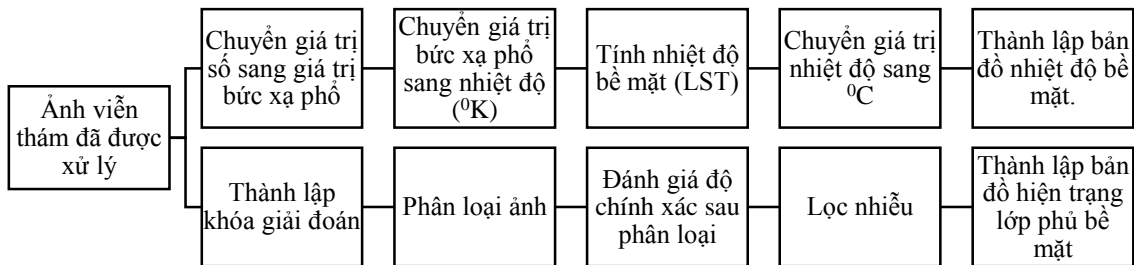 Ảnh viễn
thám đã được
xử lý
Chuyển giá trị
số sang giá trị
bức xạ phổ
Chuyển giá trị
bức xạ phổ
sang nhiệt độ
(⁰K)
Tính nhiệt độ
bề mặt (LST)
Chuyển giá trị
nhiệt độ sang
⁰C
Thành lập bản
đồ nhiệt độ bề
mặt.
Thành lập
khóa giải đoán
Phân loại ảnh
Đánh giá độ
chính xác sau
phân loại
Lọc nhiễu
Thành lập bản
đồ hiện trạng
lớp phủ bề
mặt